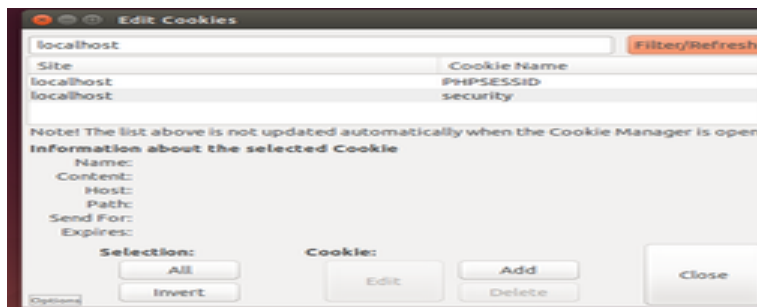 Edit Cookies
localhost Filter/Refresh
Site Cookie Name
localhost PHPSESSID
localhost security
Note! The list above is not updated automatically when the Cookie Manager is open
Information about the selected Cookie
Name:
Content:
Host:
Path:
Send For:
Expires:
Selection: Cookie:
All Edit Add Close
Invert Delete
Options